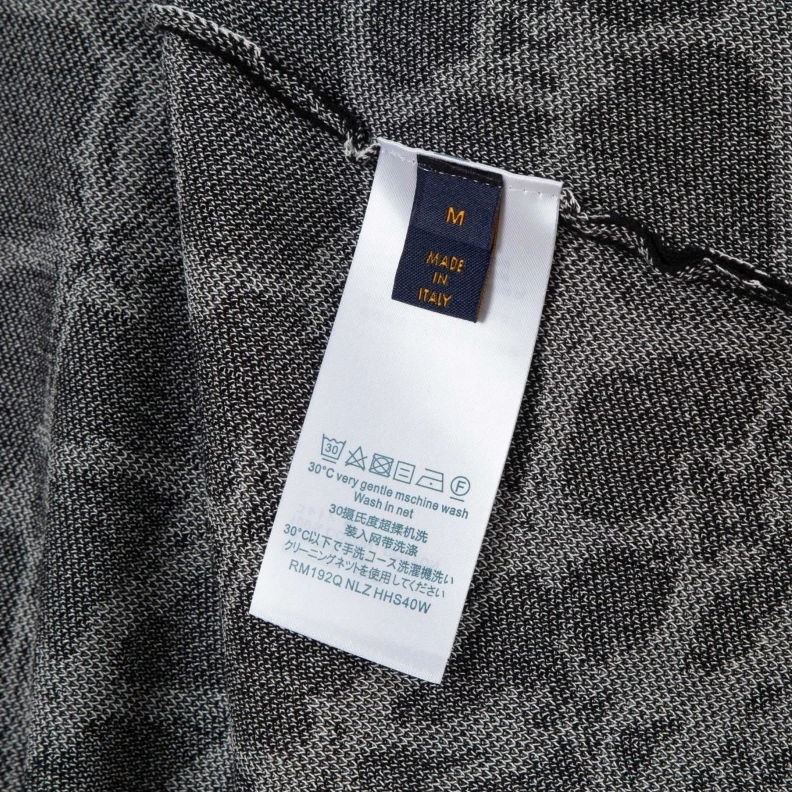 M
MADE
IN
ITALY
30
30°C very gentle mschine wash
Wash in net
30摄氏度超揉机洗
装入网带洗涤
30°C以下で手洗コース洗濯機洗い
クリーニングネットを使用してください
RM192Q NLZ HHS40W